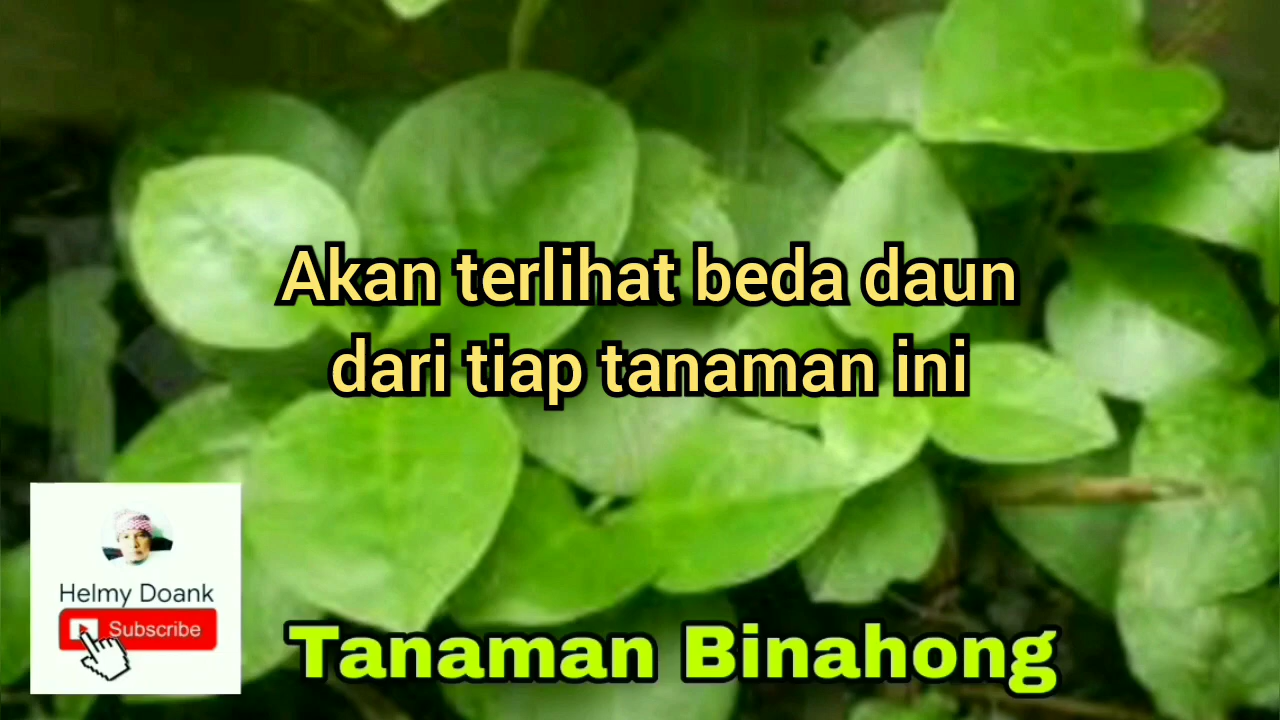 Akan terlihat beda daun
dari tiap tanaman ini
Helmy Doank
Subscribe
Tanaman Binahong